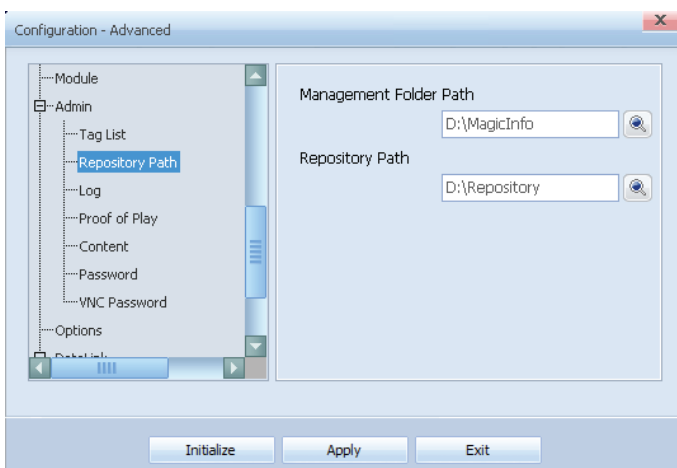 Configuration - Advanced
x
Module
Admin
Tag List
Repository Path
Log
Proof of Play
Content
Password
VNC Password
Options
DataLink
Management Folder Path
D:\MagicInfo
Repository Path
D:\Repository
Initialize
Apply
Exit